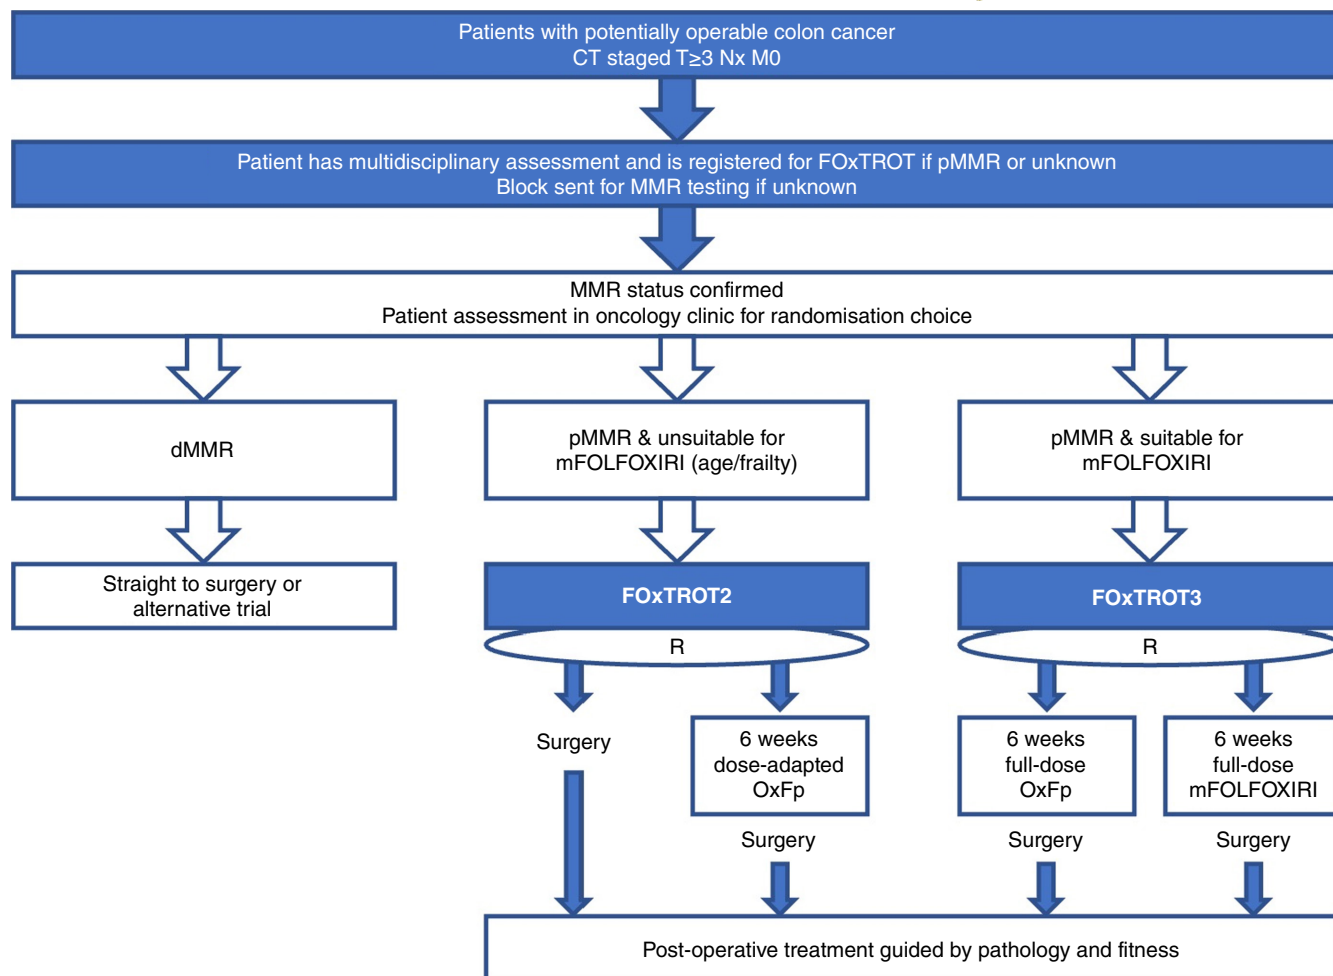 Patients with potentially operable colon cancer
CT staged T≥3 Nx M0
Patient has multidisciplinary assessment and is registered for FOxTROT if pMMR or unknown
Block sent for MMR testing if unknown
MMR status confirmed
Patient assessment in oncology clinic for randomisation choice
dMMR
pMMR & unsuitable for
mFOLFOXIRI (age/frailty)
pMMR & suitable for
mFOLFOXIRI
Straight to surgery or
alternative trial
FOxTROT2
R
FOxTROT3
R
Surgery
6 weeks
dose-adapted
OxFp
Surgery
6 weeks
full-dose
OxFp
Surgery
6 weeks
full-dose
mFOLFOXIRI
Surgery
Post-operative treatment guided by pathology and fitness